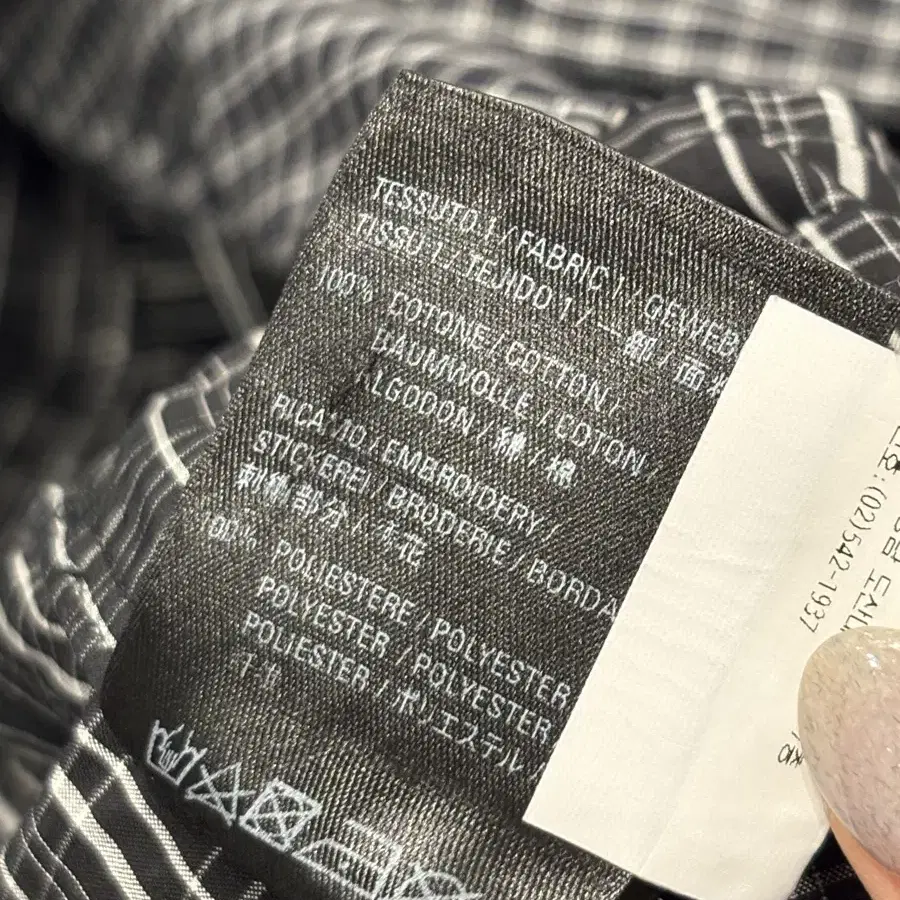 TESSUTO 1 / FABRIC 1 / GEWEB
TISSU 1 / TEJIDO 1 / 一部 / 面
100% COTONE / COTTON /
BAUMWOLLE / COTON /
ALGODON / 綿 / 棉
RICAMO / EMBROIDERY /
STICKEREI / BRODERIE / BORDA
刺繍部分 / 绣花
100% POLIESTERE / POLYESTER
POLYESTER / POLYESTER
POLIESTER / ポリエステル /
:(02)542-1937